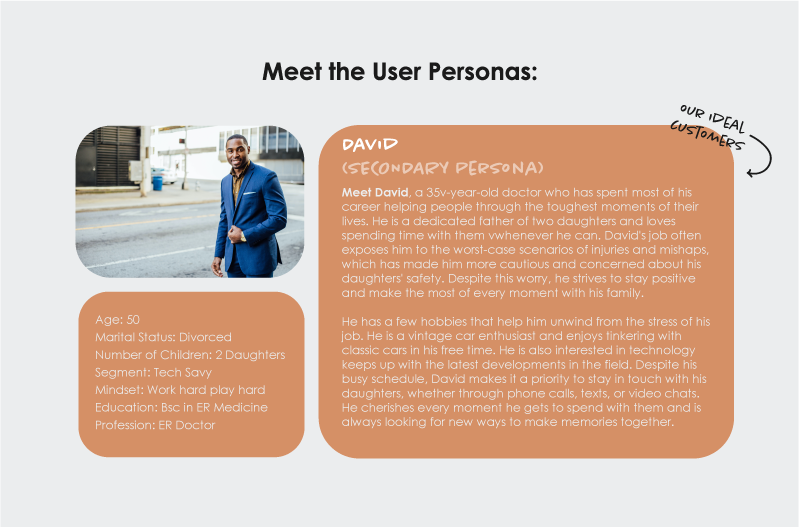 Meet the User Personas:
OUR IDEAL
CUSTOMERS
DAVID
(SECONDARY PERSONA)
Meet David, a 35v-year-old doctor who has spent most of his
career helping people through the toughest moments of their
lives. He is a dedicated father of two daughters and loves
spending time with them vwhenever he can. David's job often
exposes him to the worst-case scenarios of injuries and mishaps,
which has made him more cautious and concerned about his
daughters' safety. Despite this worry, he strives to stay positive
and make the most of every moment with his family.
He has a few hobbies that help him unwind from the stress of his
job. He is a vintage car enthusiast and enjoys tinkering with
classic cars in his free time. He is also interested in technology
keeps up with the latest developments in the field. Despite his
busy schedule, David makes it a priority to stay in touch with his
daughters, whether through phone calls, texts, or video chats.
He cherishes every moment he gets to spend with them and is
always looking for new ways to make memories together.
Age: 50
Marital Status: Divorced
Number of Children: 2 Daughters
Segment: Tech Savy
Mindset: Work hard play hard
Education: Bsc in ER Medicine
Profession: ER Doctor